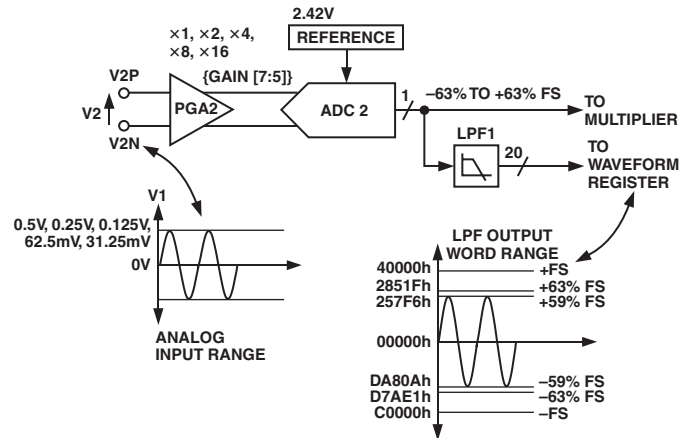 2.42V
×1, ×2, ×4,
×8, ×16
REFERENCE
V2P
{GAIN [7:5]}
V2
PGA2
ADC 2
1
–63% TO +63% FS
TO
MULTIPLIER
V2N
LPF1
20
TO
WAVEFORM
REGISTER
V1
0.5V, 0.25V, 0.125V,
62.5mV, 31.25mV
0V
ANALOG
INPUT RANGE
LPF OUTPUT
WORD RANGE
40000h
+FS
2851Fh
+63% FS
257F6h
+59% FS
00000h
DA80Ah
–59% FS
D7AE1h
–63% FS
C0000h
–FS